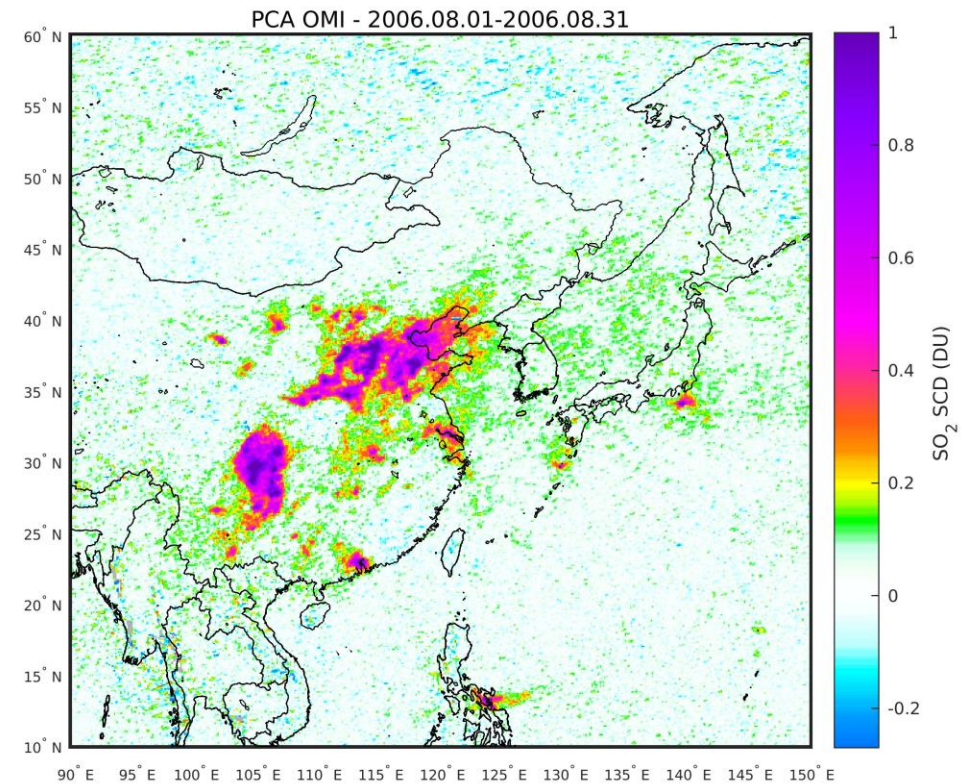 PCA OMI - 2006.08.01-2006.08.31
60° N
55° N
50° N
45° N
40° N
35° N
30° N
25° N
20° N
15° N
10° N
90° E 95° E 100° E 105° E 110° E 115° E 120° E 125° E 130° E 135° E 140° E 145° E 150° E
1
0.8
0.6
0.4
0.2
0
-0.2
SO2 SCD (DU)